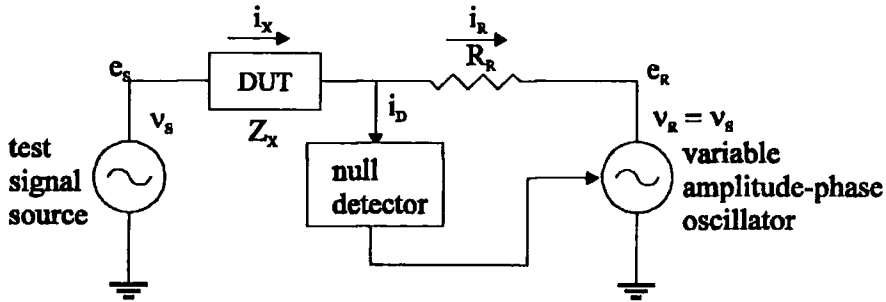 i_x
i_R
e_s
DUT
R_R
e_R
ν_s
Z_x
i_D
ν_R = ν_s
test
signal
source
null
detector
variable
amplitude-phase
oscillator